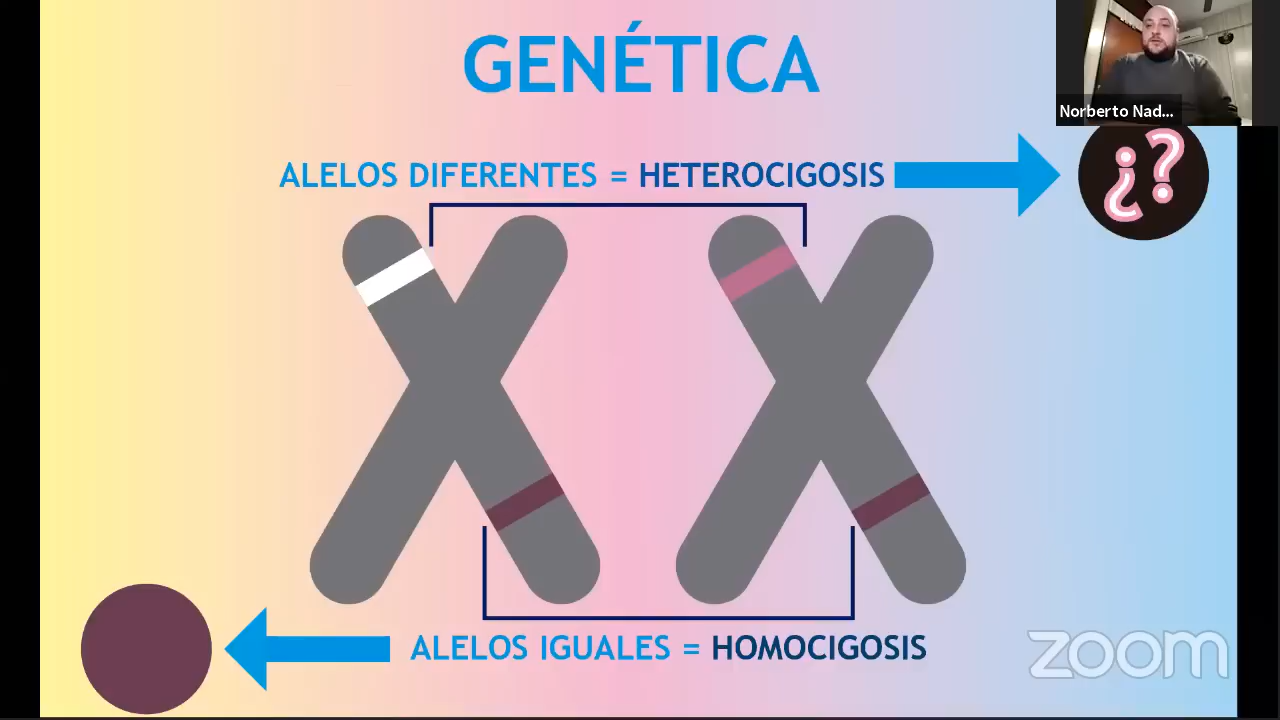 GENÉTICA
Norberto Nad...
ALELOS DIFERENTES = HETEROCIGOSIS
¿?
ALELOS IGUALES = HOMOCIGOSIS
zoom